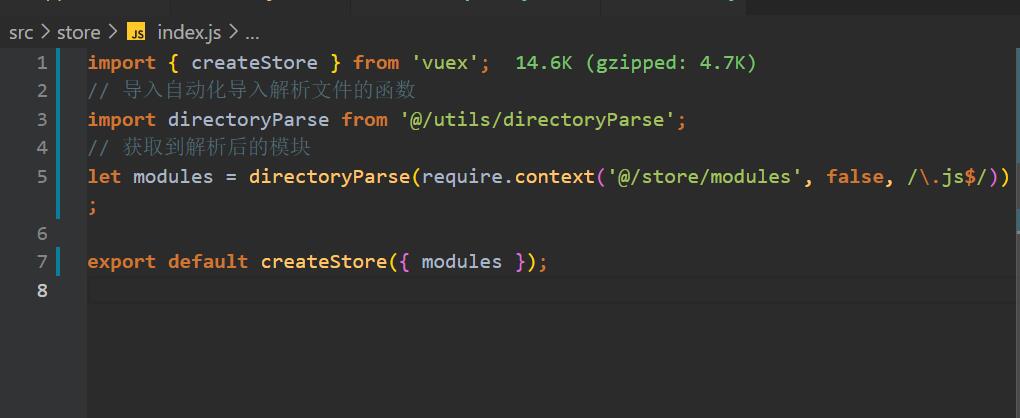 src > store > JS index.js > ...
1 import { createStore } from 'vuex'; 14.6K (gzipped: 4.7K)
2 // 导入自动化导入解析文件的函数
3 import directoryParse from '@/utils/directoryParse';
4 // 获取到解析后的模块
5 let modules = directoryParse(require.context('@/store/modules', false, /\.js$/))
;
6
7 export default createStore({ modules });
8